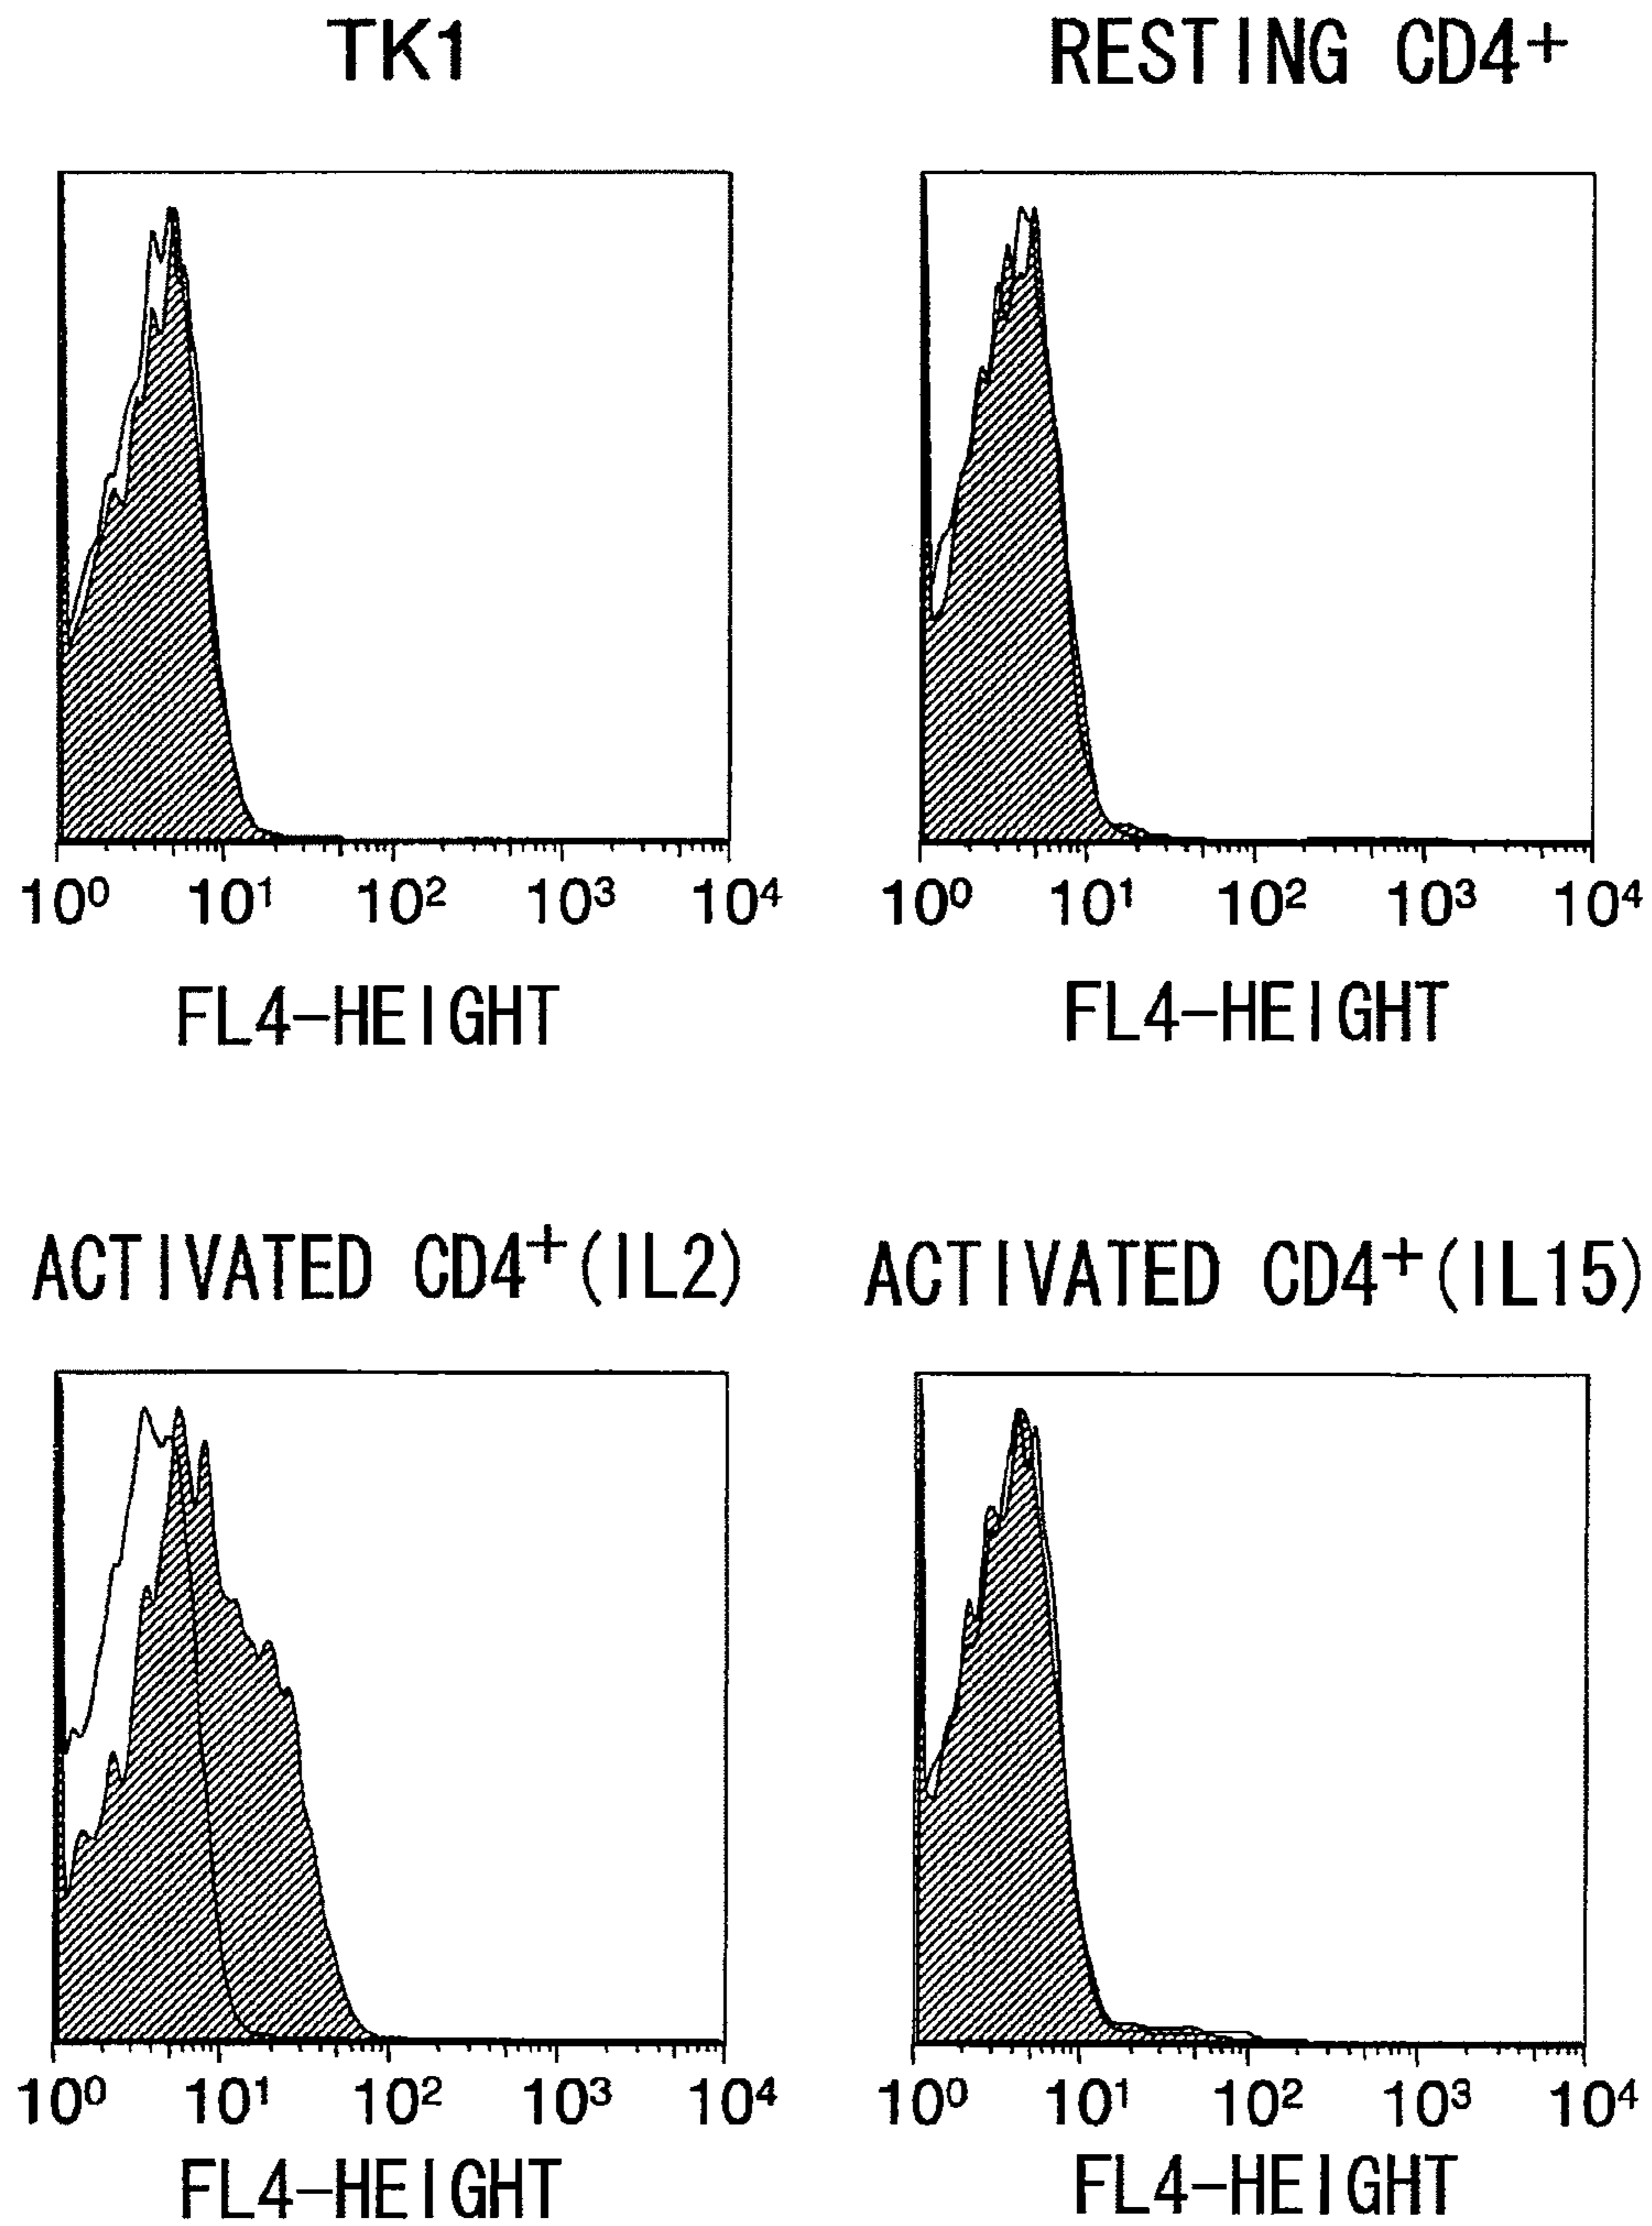 TK1 RESTING CD4+
10⁰ 10¹ 10² 10³ 10⁴ 10⁰ 10¹ 10² 10³ 10⁴
FL4-HEIGHT FL4-HEIGHT
ACTIVATED CD4+(IL2) ACTIVATED CD4+(IL15)
10⁰ 10¹ 10² 10³ 10⁴ 10⁰ 10¹ 10² 10³ 10⁴
FL4-HEIGHT FL4-HEIGHT